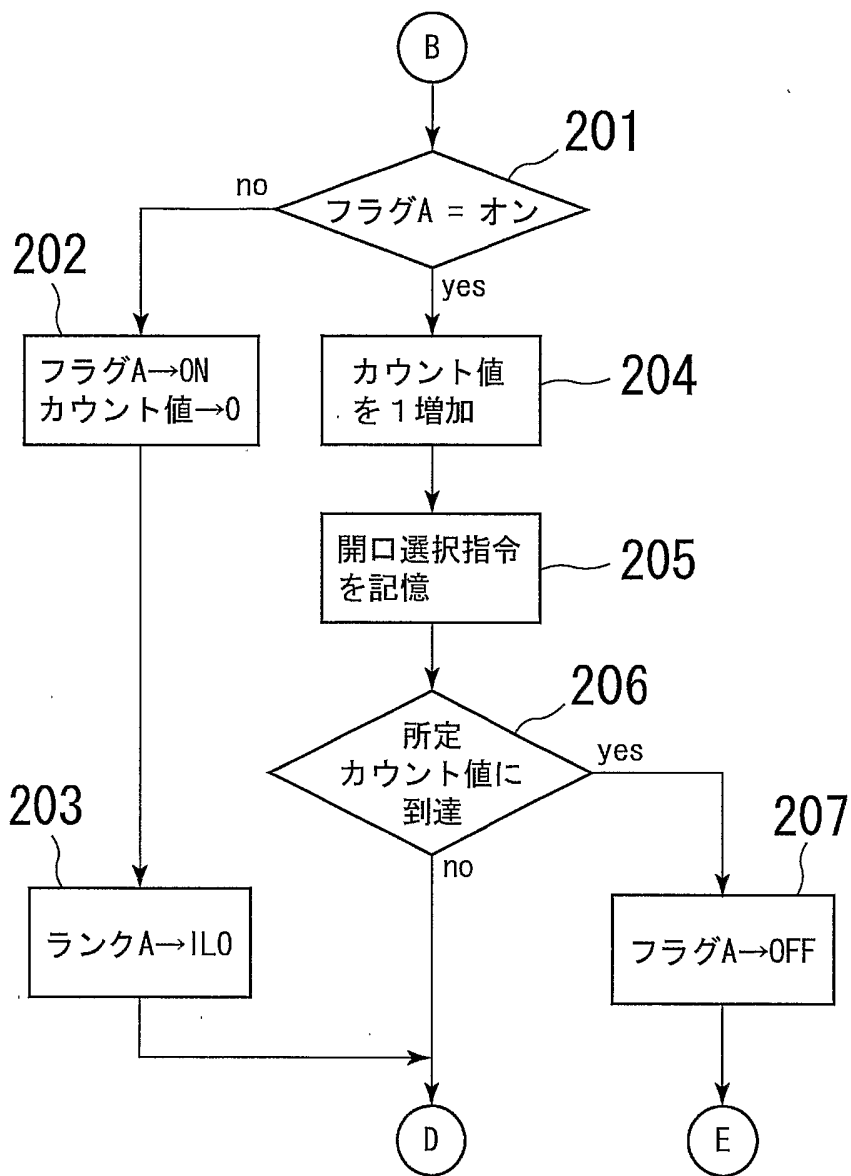 B
201
フラグA = オン
no
yes
202
フラグA→ON
カウント値→0
カウント値
を1増加
204
開口選択指令
を記憶
205
206
所定
カウント値に
到達
yes
no
203
ランクA→IL0
207
フラグA→OFF
D
E